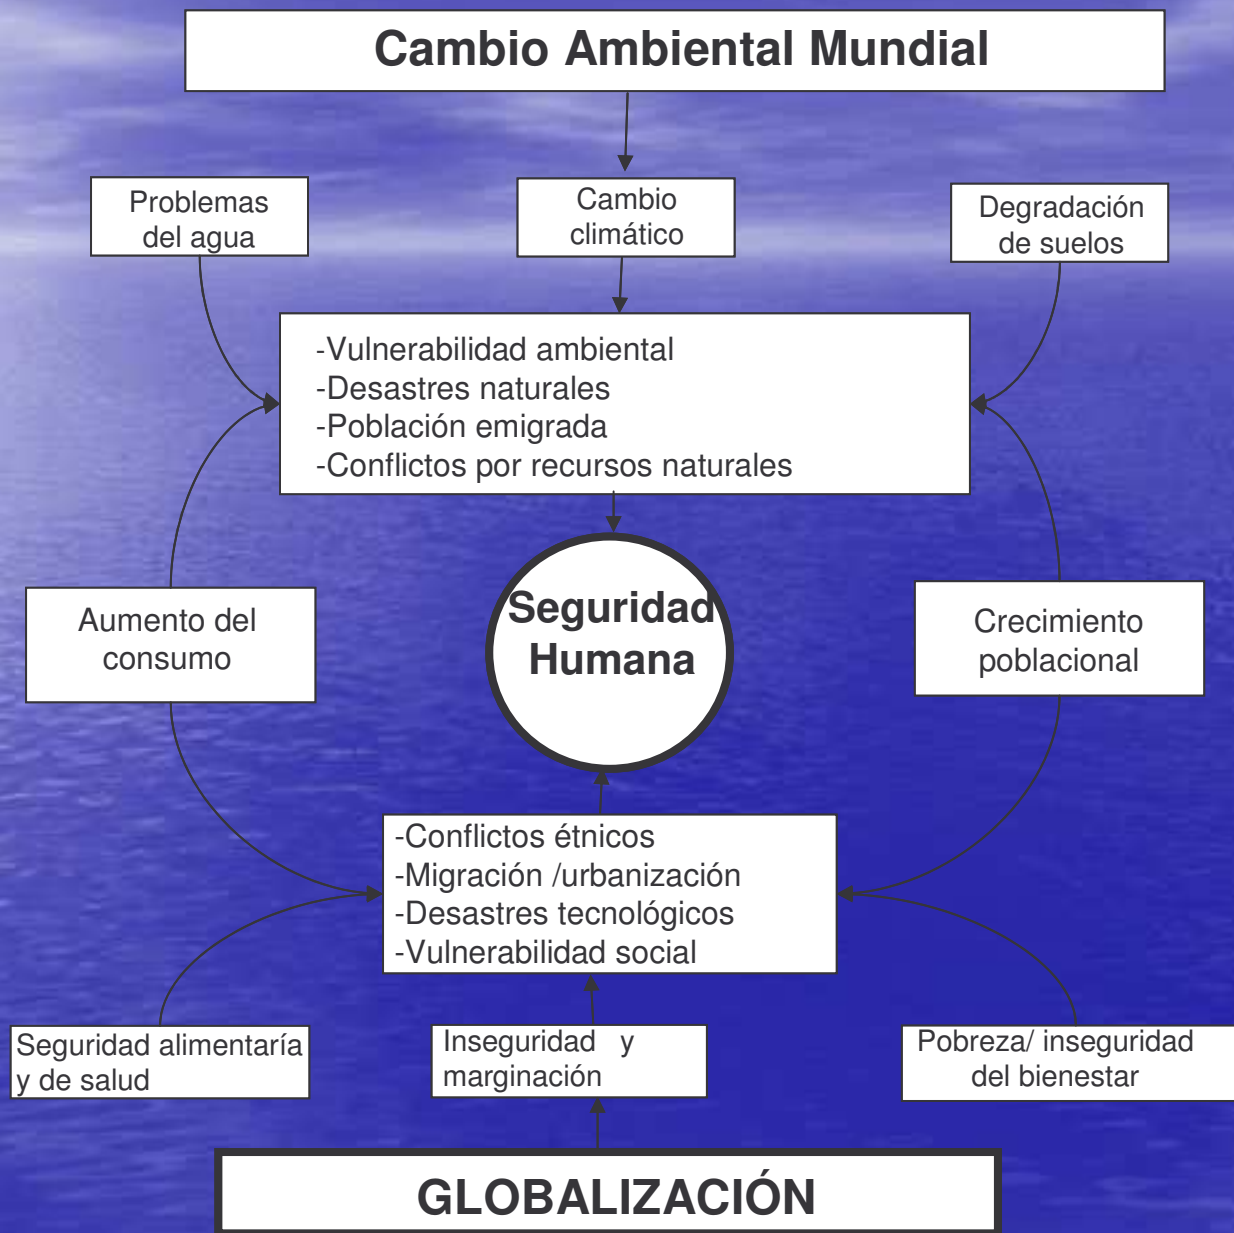 Cambio Ambiental Mundial
Problemas
del agua
Cambio
climático
Degradación
de suelos
-Vulnerabilidad ambiental
-Desastres naturales
-Población emigrada
-Conflictos por recursos naturales
Aumento del
consumo
Seguridad
Humana
Crecimiento
poblacional
-Conflictos étnicos
-Migración /urbanización
-Desastres tecnológicos
-Vulnerabilidad social
Seguridad alimentaría
y de salud
Inseguridad y
marginación
Pobreza/ inseguridad
del bienestar
GLOBALIZACIÓN